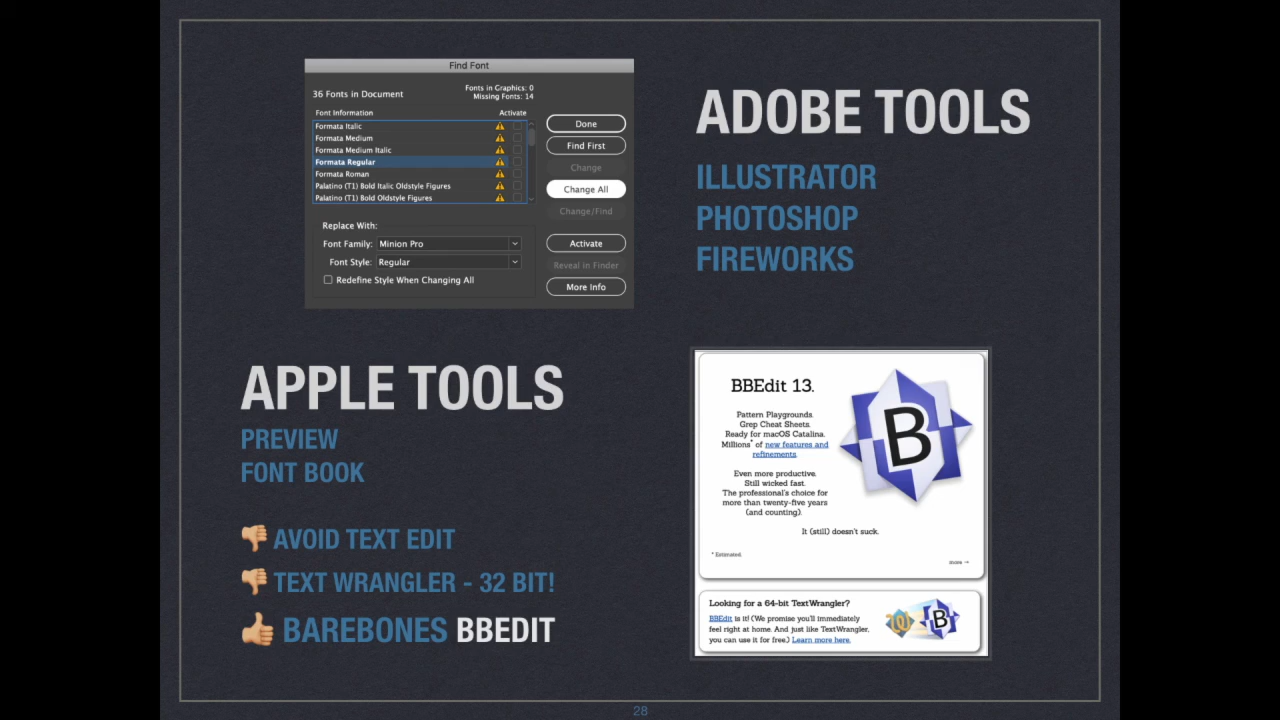 Find Font
36 Fonts in Document
Fonts in Graphics: 0
Missing Fonts: 14
Font Information
Activate
Formata Italic
Formata Medium
Formata Medium Italic
Formata Regular
Formata Roman
Palatino (T1) Bold Italic Oldstyle Figures
Palatino (T1) Bold Oldstyle Figures
Done
Find First
Change
Change All
Change/Find
Replace With:
Font Family: Minion Pro
Font Style: Regular
Redefine Style When Changing All
Activate
Reveal in Finder
More Info
ADOBE TOOLS
ILLUSTRATOR
PHOTOSHOP
FIREWORKS
APPLE TOOLS
PREVIEW
FONT BOOK
👎 AVOID TEXT EDIT
👎 TEXT WRANGLER - 32 BIT!
👍 BAREBONES BBEDIT
BBEdit 13.
Pattern Playgrounds.
Grep Cheat Sheets.
Ready for macOS Catalina.
Millions* of new features and
refinements.
Even more productive.
Still wicked fast.
The professional's choice for
more than twenty-five years
(and counting).
It (still) doesn't suck.
* Estimated.
more →
B
Looking for a 64-bit TextWrangler?
BBEdit is it! (We promise you'll immediately
feel right at home. And just like TextWrangler,
you can use it for free.) Learn more here.
B
28